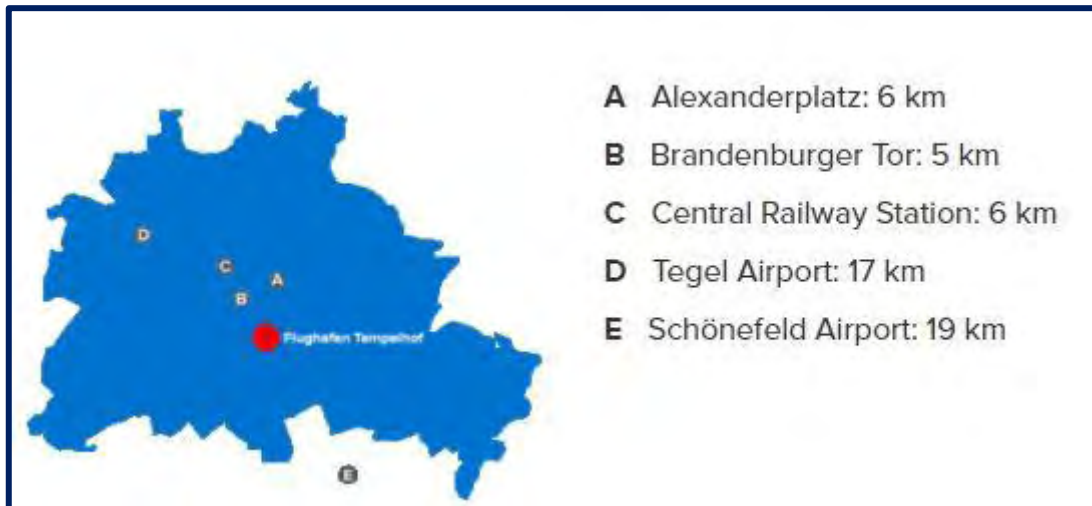 D
C
A
B
Flughafen Tempelhof
E
A Alexanderplatz: 6 km
B Brandenburger Tor: 5 km
C Central Railway Station: 6 km
D Tegel Airport: 17 km
E Schönefeld Airport: 19 km